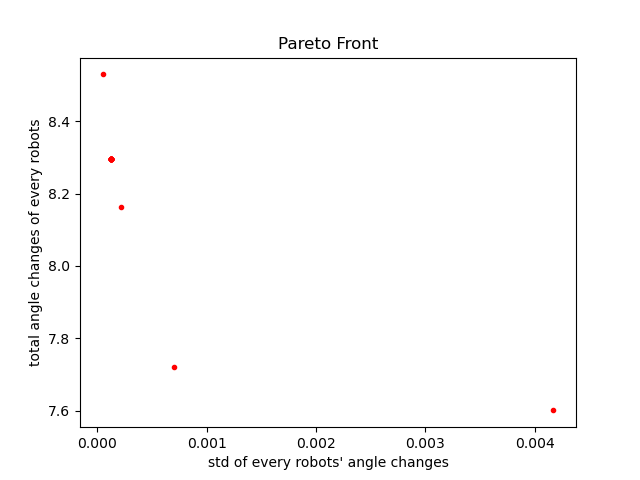 Pareto Front
total angle changes of every robots
8.4
8.2
8.0
7.8
7.6
0.000 0.001 0.002 0.003 0.004
std of every robots' angle changes